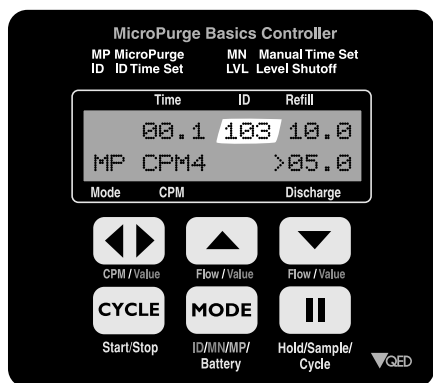 MicroPurge Basics Controller
MP MicroPurge MN Manual Time Set
ID ID Time Set LVL Level Shutoff
Time ID Refill
00.1 103 10.0
MP CPM4 >05.0
Mode CPM Discharge
CPM/Value Flow/Value Flow/Value
CYCLE MODE
Start/Stop ID/MN/MP/ Hold/Sample/
Battery Cycle
QED